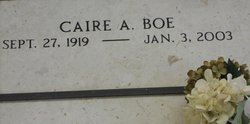 CAIRE A. BOE
SEPT. 27, 1919 — JAN. 3, 2003